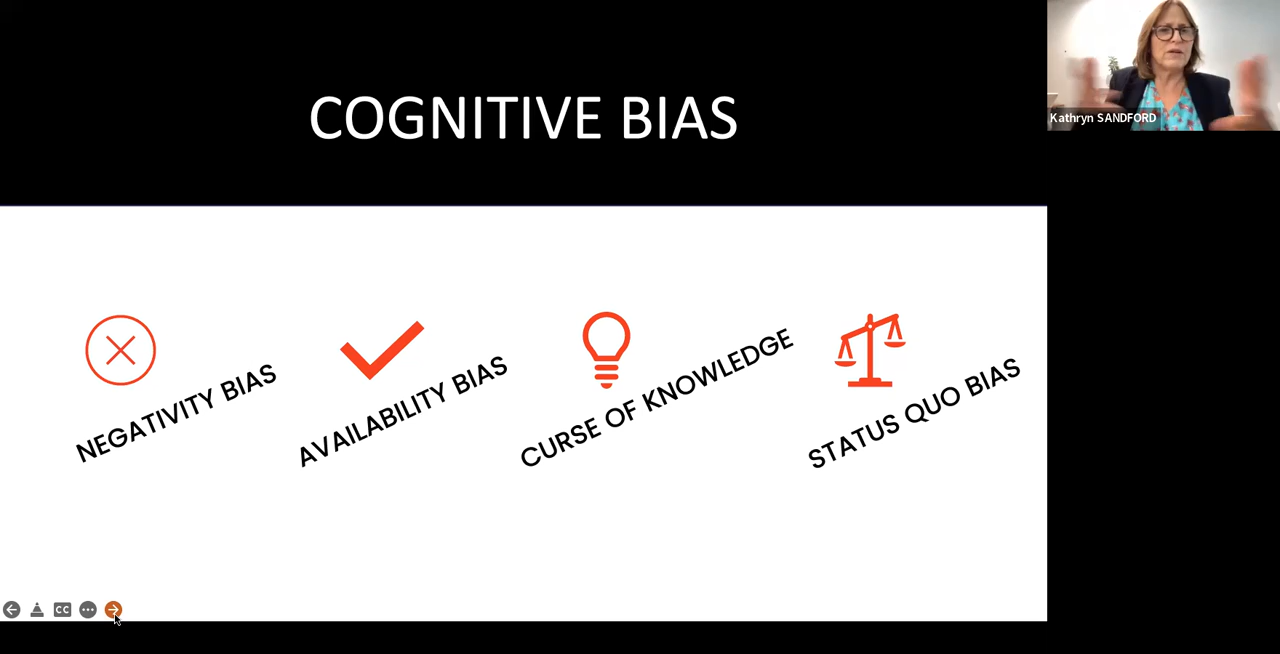 COGNITIVE BIAS
Kathryn SANDFORD
NEGATIVITY BIAS
AVAILABILITY BIAS
CURSE OF KNOWLEDGE
STATUS QUO BIAS
CC